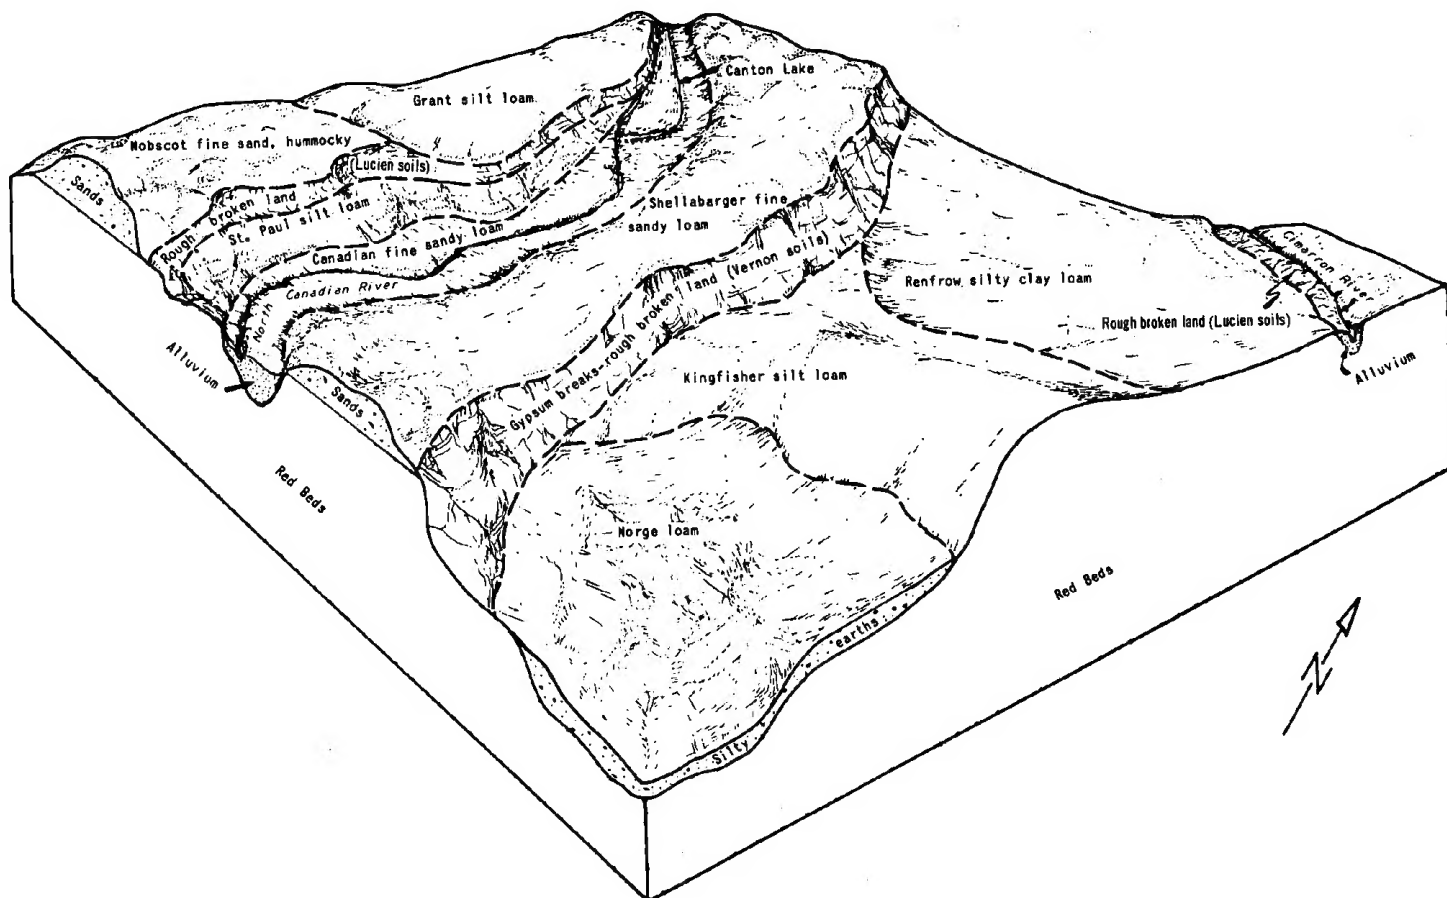 Canton Lake
Grant silt loam
Nobscot fine sand, hummocky
(Lucien soils)
Sands
Rough broken land
St. Paul silt loam
Shellabarger fine
sandy loam
Canadian fine sandy loam
Cimarron River
North Canadian River
Gypsum breaks-rough broken land (Vernon soils)
Renfrow silty clay loam
Rough broken land (Lucien soils)
Alluvium
Alluvium
Kingfisher silt loam
Sands
Red Beds
Norge loam
Red Beds
earths
Silty
N